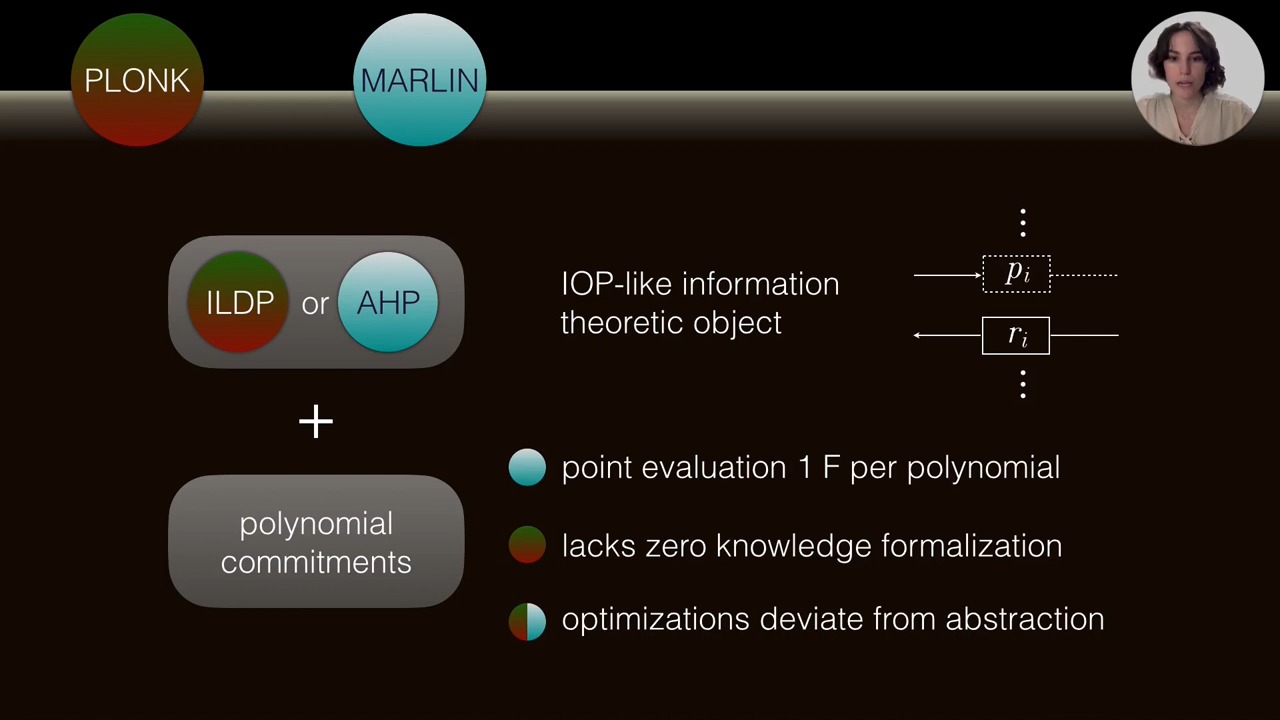 PLONK
MARLIN
ILDP or AHP
IOP-like information
theoretic object
p_i
r_i
+
polynomial
commitments
point evaluation 1 F per polynomial
lacks zero knowledge formalization
optimizations deviate from abstraction